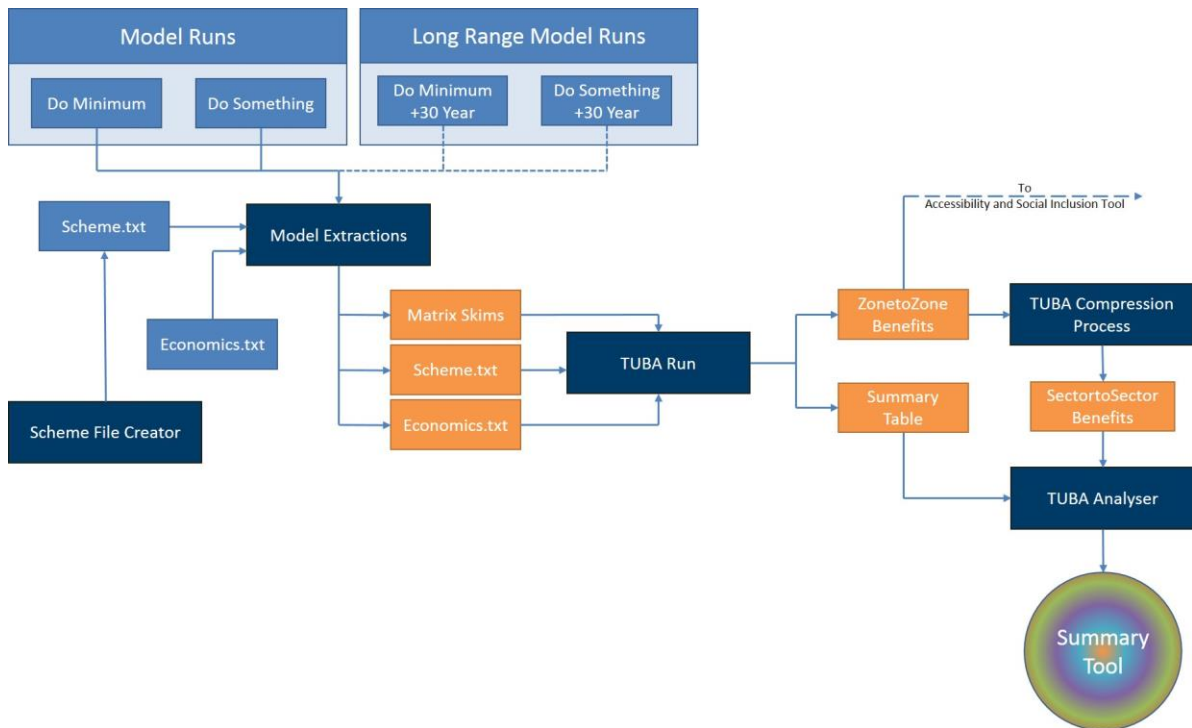 Model Runs
Long Range Model Runs
Do Minimum
Do Something
Do Minimum
+30 Year
Do Something
+30 Year
To
Accessibility and Social Inclusion Tool
Scheme.txt
Model Extractions
Economics.txt
Scheme File Creator
Matrix Skims
Scheme.txt
Economics.txt
TUBA Run
ZonetoZone
Benefits
TUBA Compression
Process
Summary
Table
SectortoSector
Benefits
TUBA Analyser
Summary
Tool